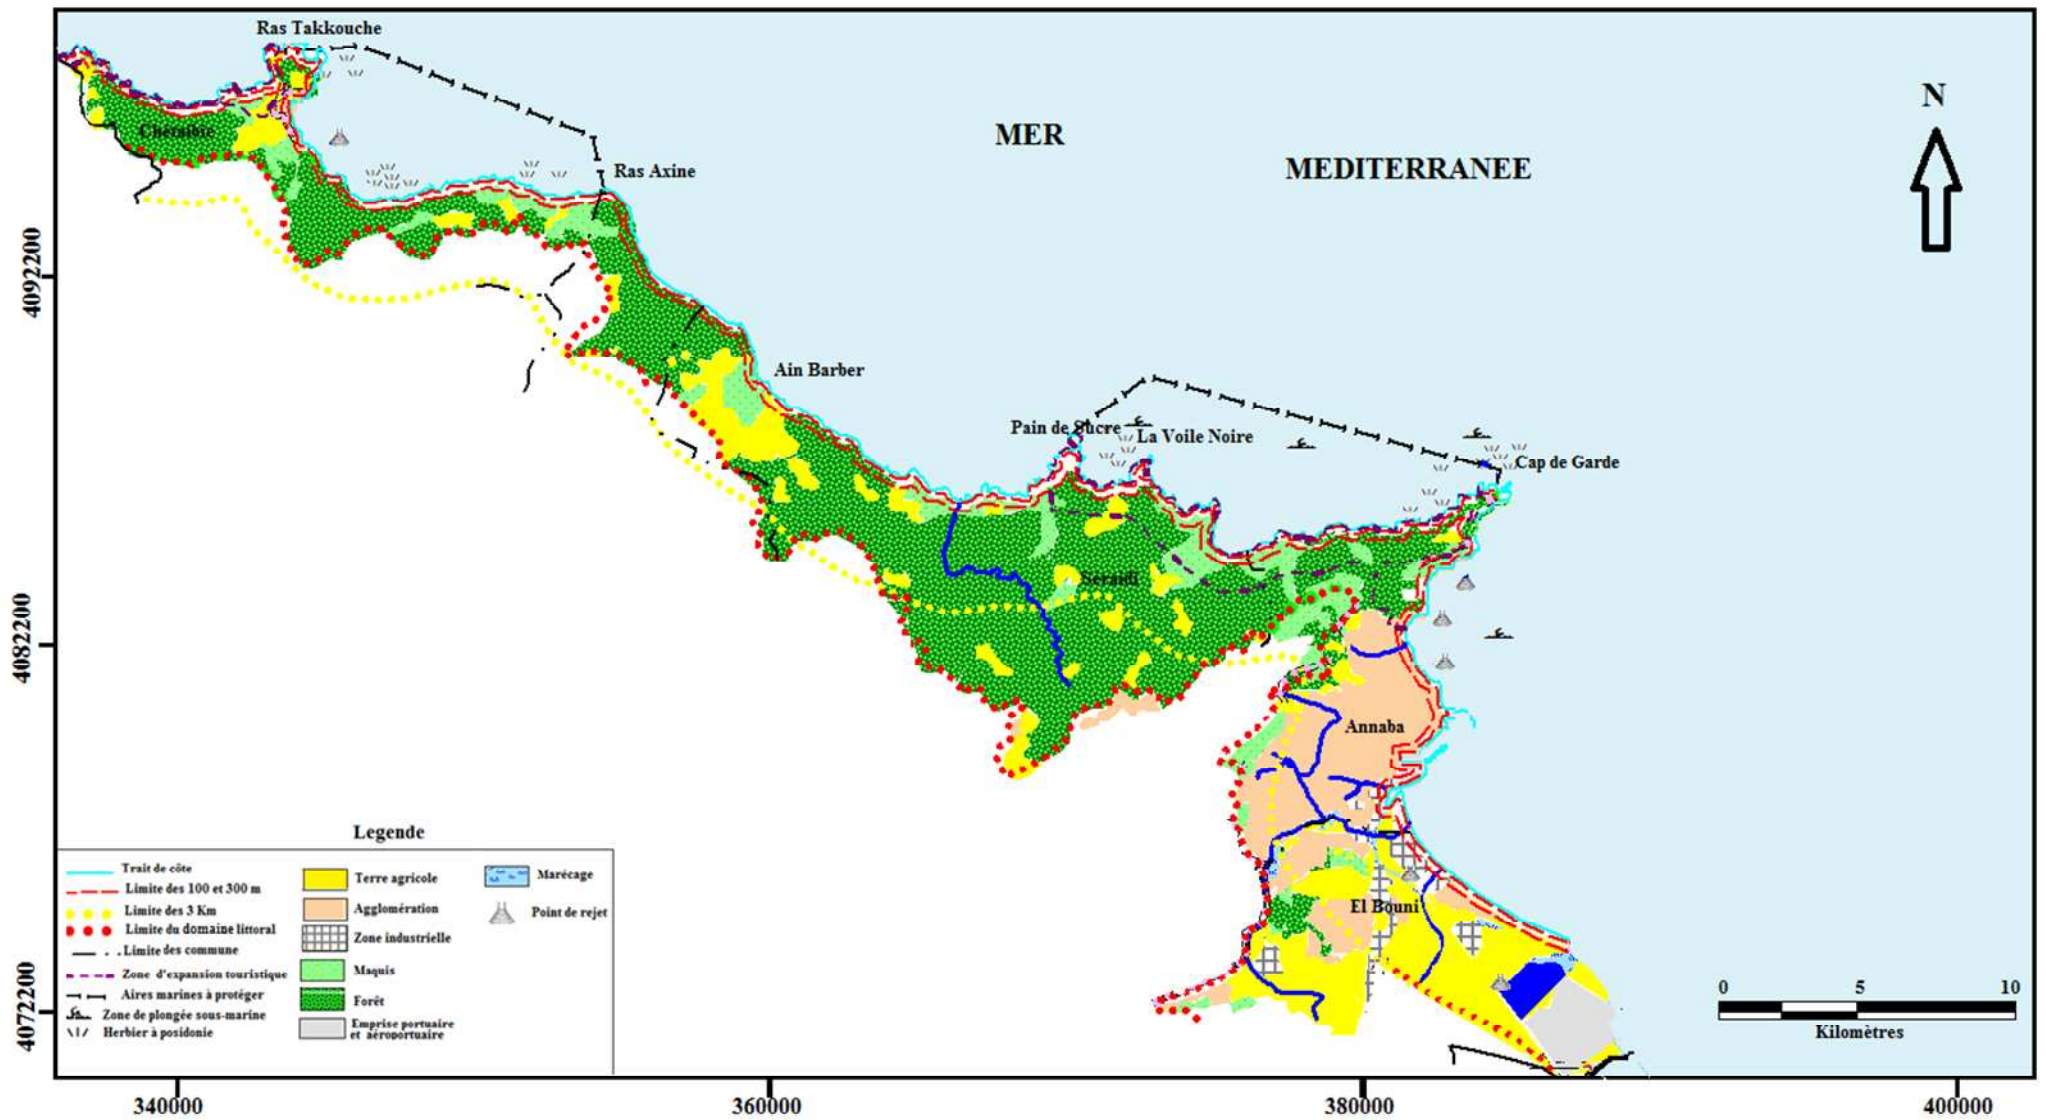 Ras Takkouche
N
MER
Cheraibie
MEDITERRANEE
Ras Axine
4092200
Ain Barber
Pain de Sucre
La Voile Noire
Cap de Garde
Seraidi
4082200
Annaba
Legende
Trait de côte
Limite des 100 et 300 m
Limite des 3 Km
Limite du domaine littoral
Limite des commune
Zone d'expansion touristique
Aires marines à protéger
Zone de plongée sous-marine
Herbier à posidonie
Terre agricole
Agglomération
Zone industrielle
Maquis
Forêt
Emprise portuaire
et aéroportuaire
Marécage
Point de rejet
El Bouni
0 5 10
Kilomètres
4072200
340000 360000 380000 400000